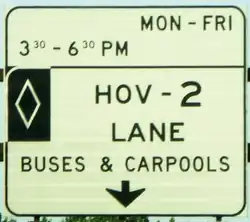 MON-FRI
3³⁰-6³⁰ PM
HOV-2
LANE
BUSES & CARPOOLS